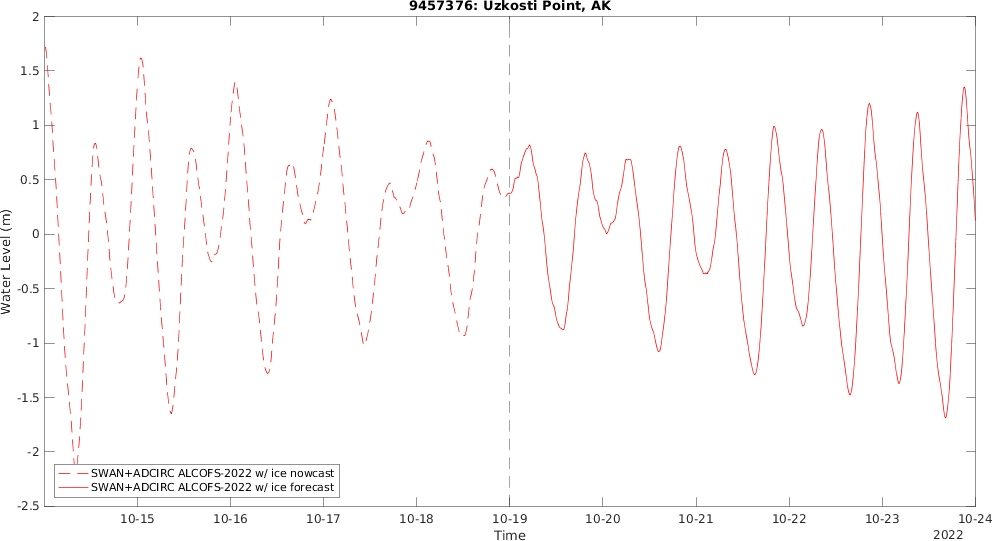 9457376: Uzkosti Point, AK
Water Level (m)
2
1.5
1
0.5
0
-0.5
-1
-1.5
-2
-2.5
SWAN+ADCIRC ALCOFS-2022 w/ ice nowcast
SWAN+ADCIRC ALCOFS-2022 w/ ice forecast
10-15 10-16 10-17 10-18 10-19 10-20 10-21 10-22 10-23 10-24
Time
2022